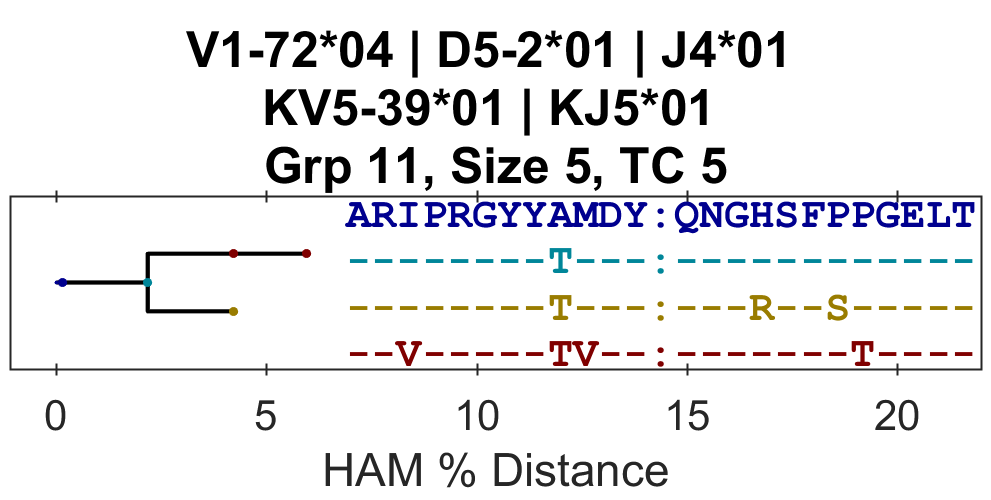 V1-72*04 | D5-2*01 | J4*01
KV5-39*01 | KJ5*01
Grp 11, Size 5, TC 5
ARIPRGYYAMDY:QNGHSFPPGELT
--------T---:------------
--------T---:---R--S-----
--V-----TV--:-------T----
0 5 10 15 20
HAM % Distance